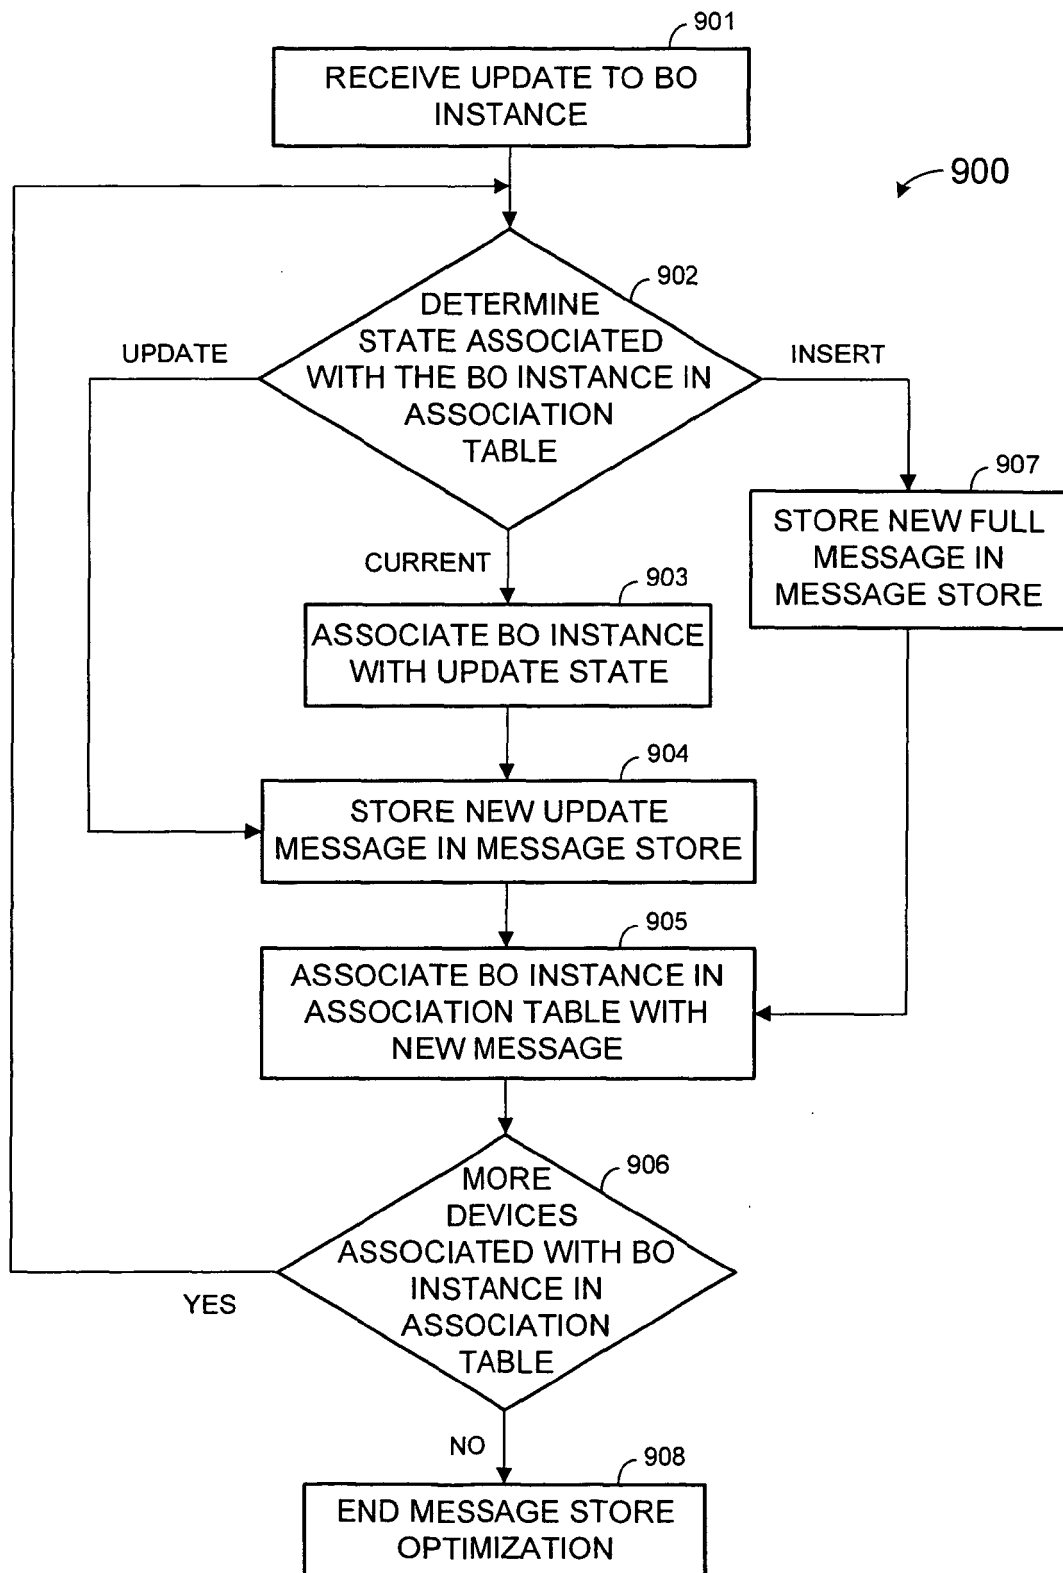 901
RECEIVE UPDATE TO BO
INSTANCE
900
902
DETERMINE
STATE ASSOCIATED
WITH THE BO INSTANCE IN
ASSOCIATION
TABLE
UPDATE
INSERT
907
STORE NEW FULL
MESSAGE IN
MESSAGE STORE
CURRENT
903
ASSOCIATE BO INSTANCE
WITH UPDATE STATE
904
STORE NEW UPDATE
MESSAGE IN MESSAGE STORE
905
ASSOCIATE BO INSTANCE IN
ASSOCIATION TABLE WITH
NEW MESSAGE
906
MORE
DEVICES
ASSOCIATED WITH BO
INSTANCE IN
ASSOCIATION
TABLE
YES
NO
908
END MESSAGE STORE
OPTIMIZATION